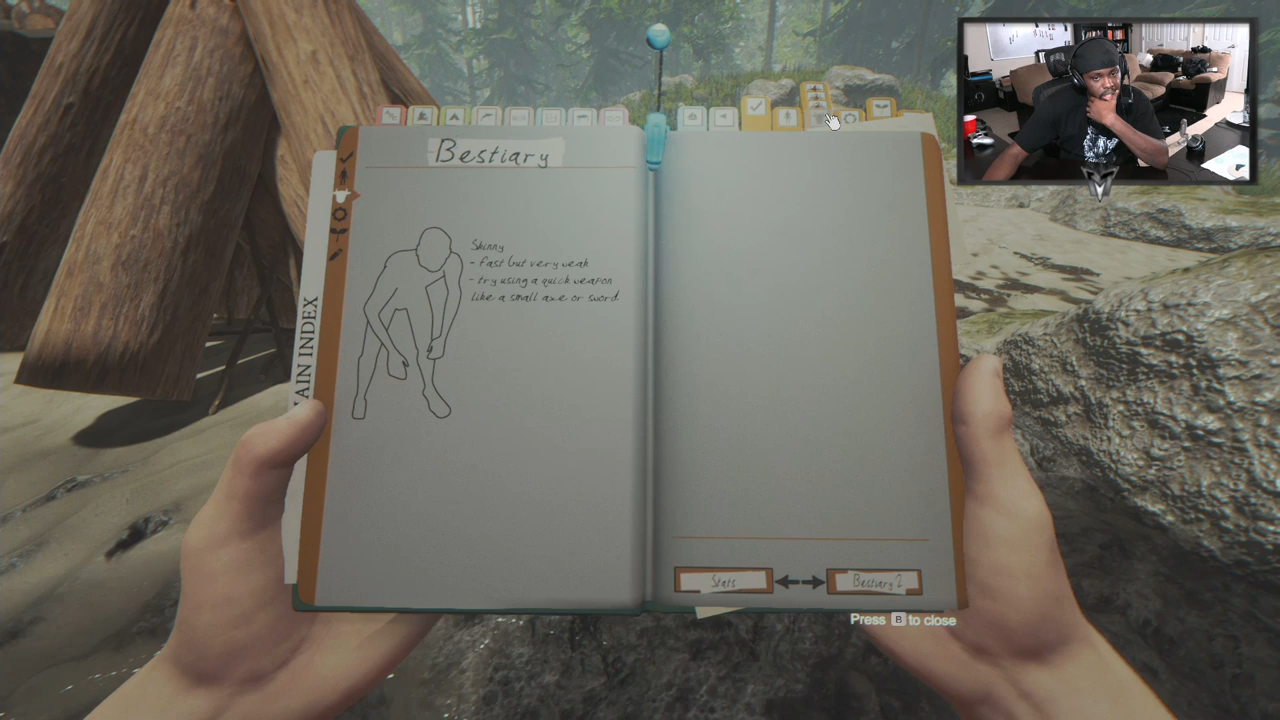 Bestiary
Skinny
- fast but very weak
- try using a quick weapon
like a small axe or sword
AIN INDEX
Stats
Bestiary 2
Press B to close